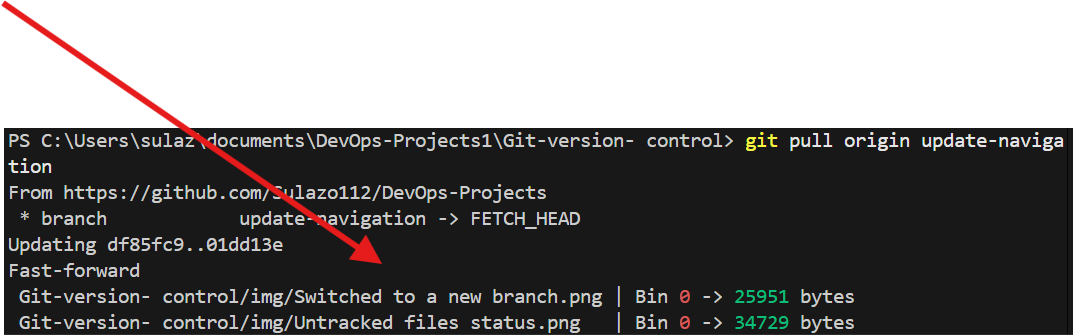 PS C:\Users\sulaz\documents\DevOps-Projects1\Git-version- control> git pull origin update-naviga
tion
From https://github.com/Sulazo112/DevOps-Projects
 * branch            update-navigation -> FETCH_HEAD
Updating df85fc9..01dd13e
Fast-forward
 Git-version- control/img/Switched to a new branch.png | Bin 0 -> 25951 bytes
 Git-version- control/img/Untracked files status.png   | Bin 0 -> 34729 bytes